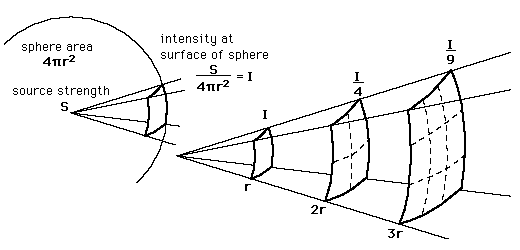 sphere area
4πr²
source strength
S
intensity at
surface of sphere
S
4πr²
= I
I
r
I
4
2r
I
9
3r